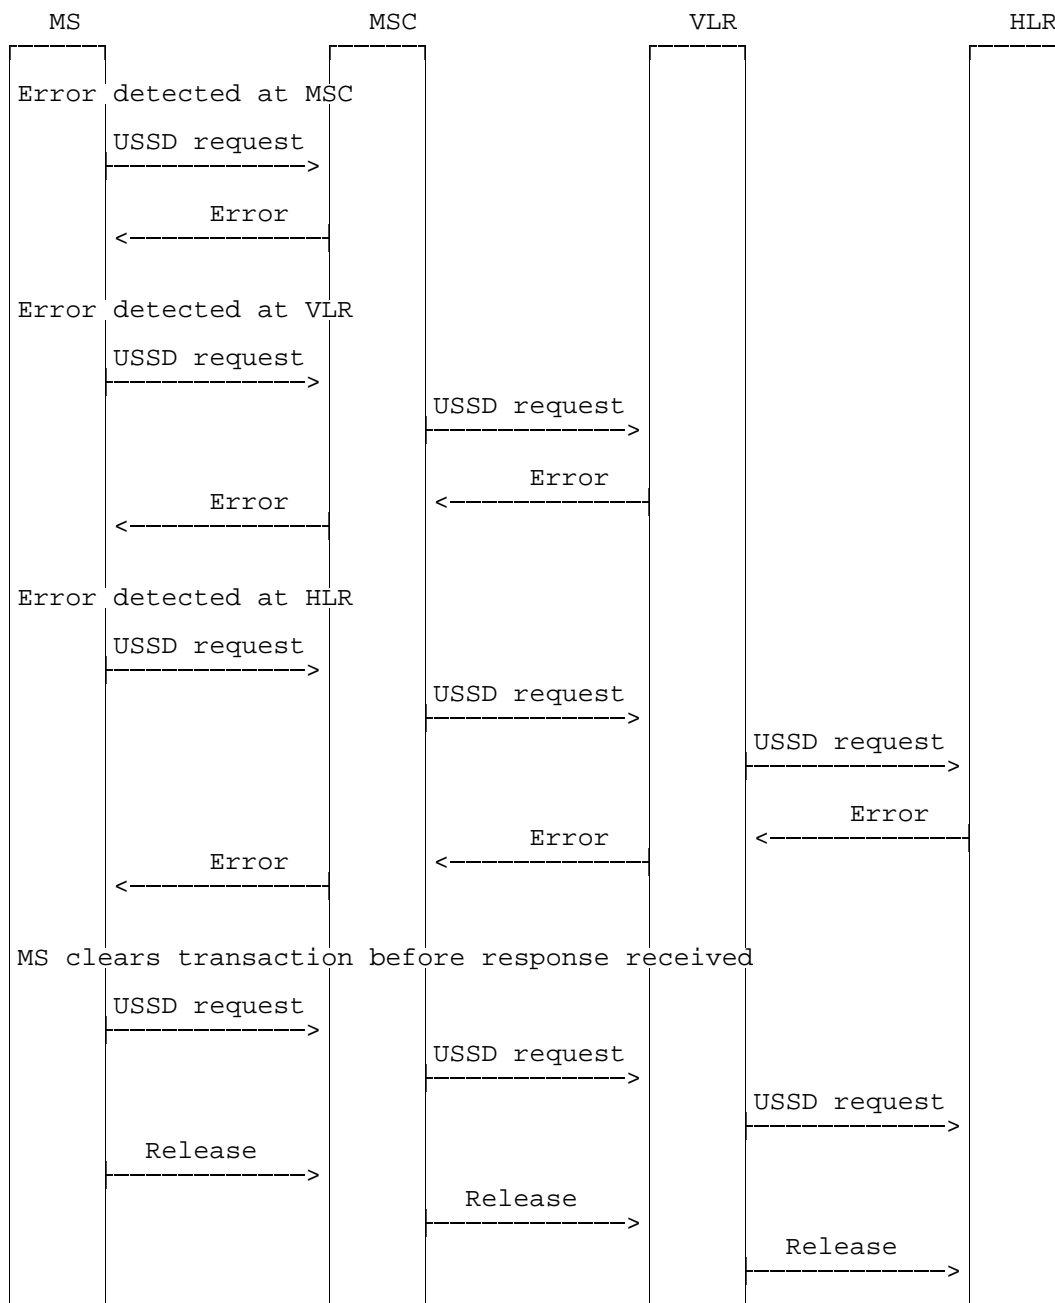 MS MSC VLR HLR
Error detected at MSC
USSD request
Error
Error detected at VLR
USSD request
USSD request
Error
Error
Error detected at HLR
USSD request
USSD request
USSD request
Error
Error
Error
MS clears transaction before response received
USSD request
USSD request
USSD request
Release
Release
Release